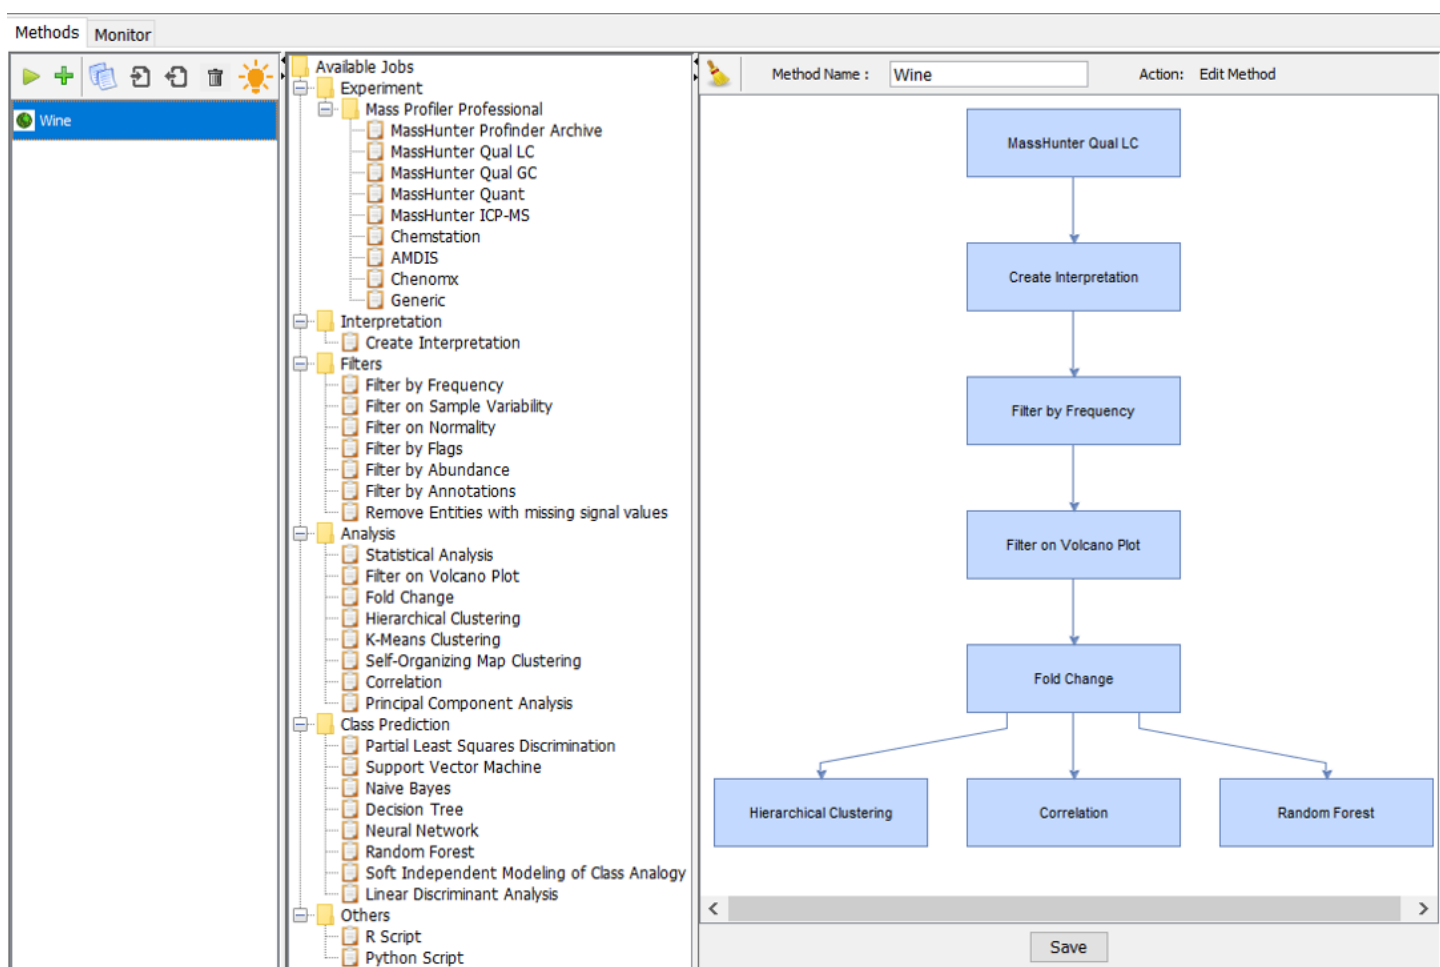 Methods
Monitor
Wine
Available Jobs
Experiment
Mass Profiler Professional
MassHunter Profinder Archive
MassHunter Qual LC
MassHunter Qual GC
MassHunter Quant
MassHunter ICP-MS
Chemstation
AMDIS
Chenomx
Generic
Interpretation
Create Interpretation
Filters
Filter by Frequency
Filter on Sample Variability
Filter on Normality
Filter by Flags
Filter by Abundance
Filter by Annotations
Remove Entities with missing signal values
Analysis
Statistical Analysis
Filter on Volcano Plot
Fold Change
Hierarchical Clustering
K-Means Clustering
Self-Organizing Map Clustering
Correlation
Principal Component Analysis
Class Prediction
Partial Least Squares Discrimination
Support Vector Machine
Naive Bayes
Decision Tree
Neural Network
Random Forest
Soft Independent Modeling of Class Analogy
Linear Discriminant Analysis
Others
R Script
Python Script
Method Name : Wine Action: Edit Method
MassHunter Qual LC
Create Interpretation
Filter by Frequency
Filter on Volcano Plot
Fold Change
Hierarchical Clustering
Correlation
Random Forest
Save